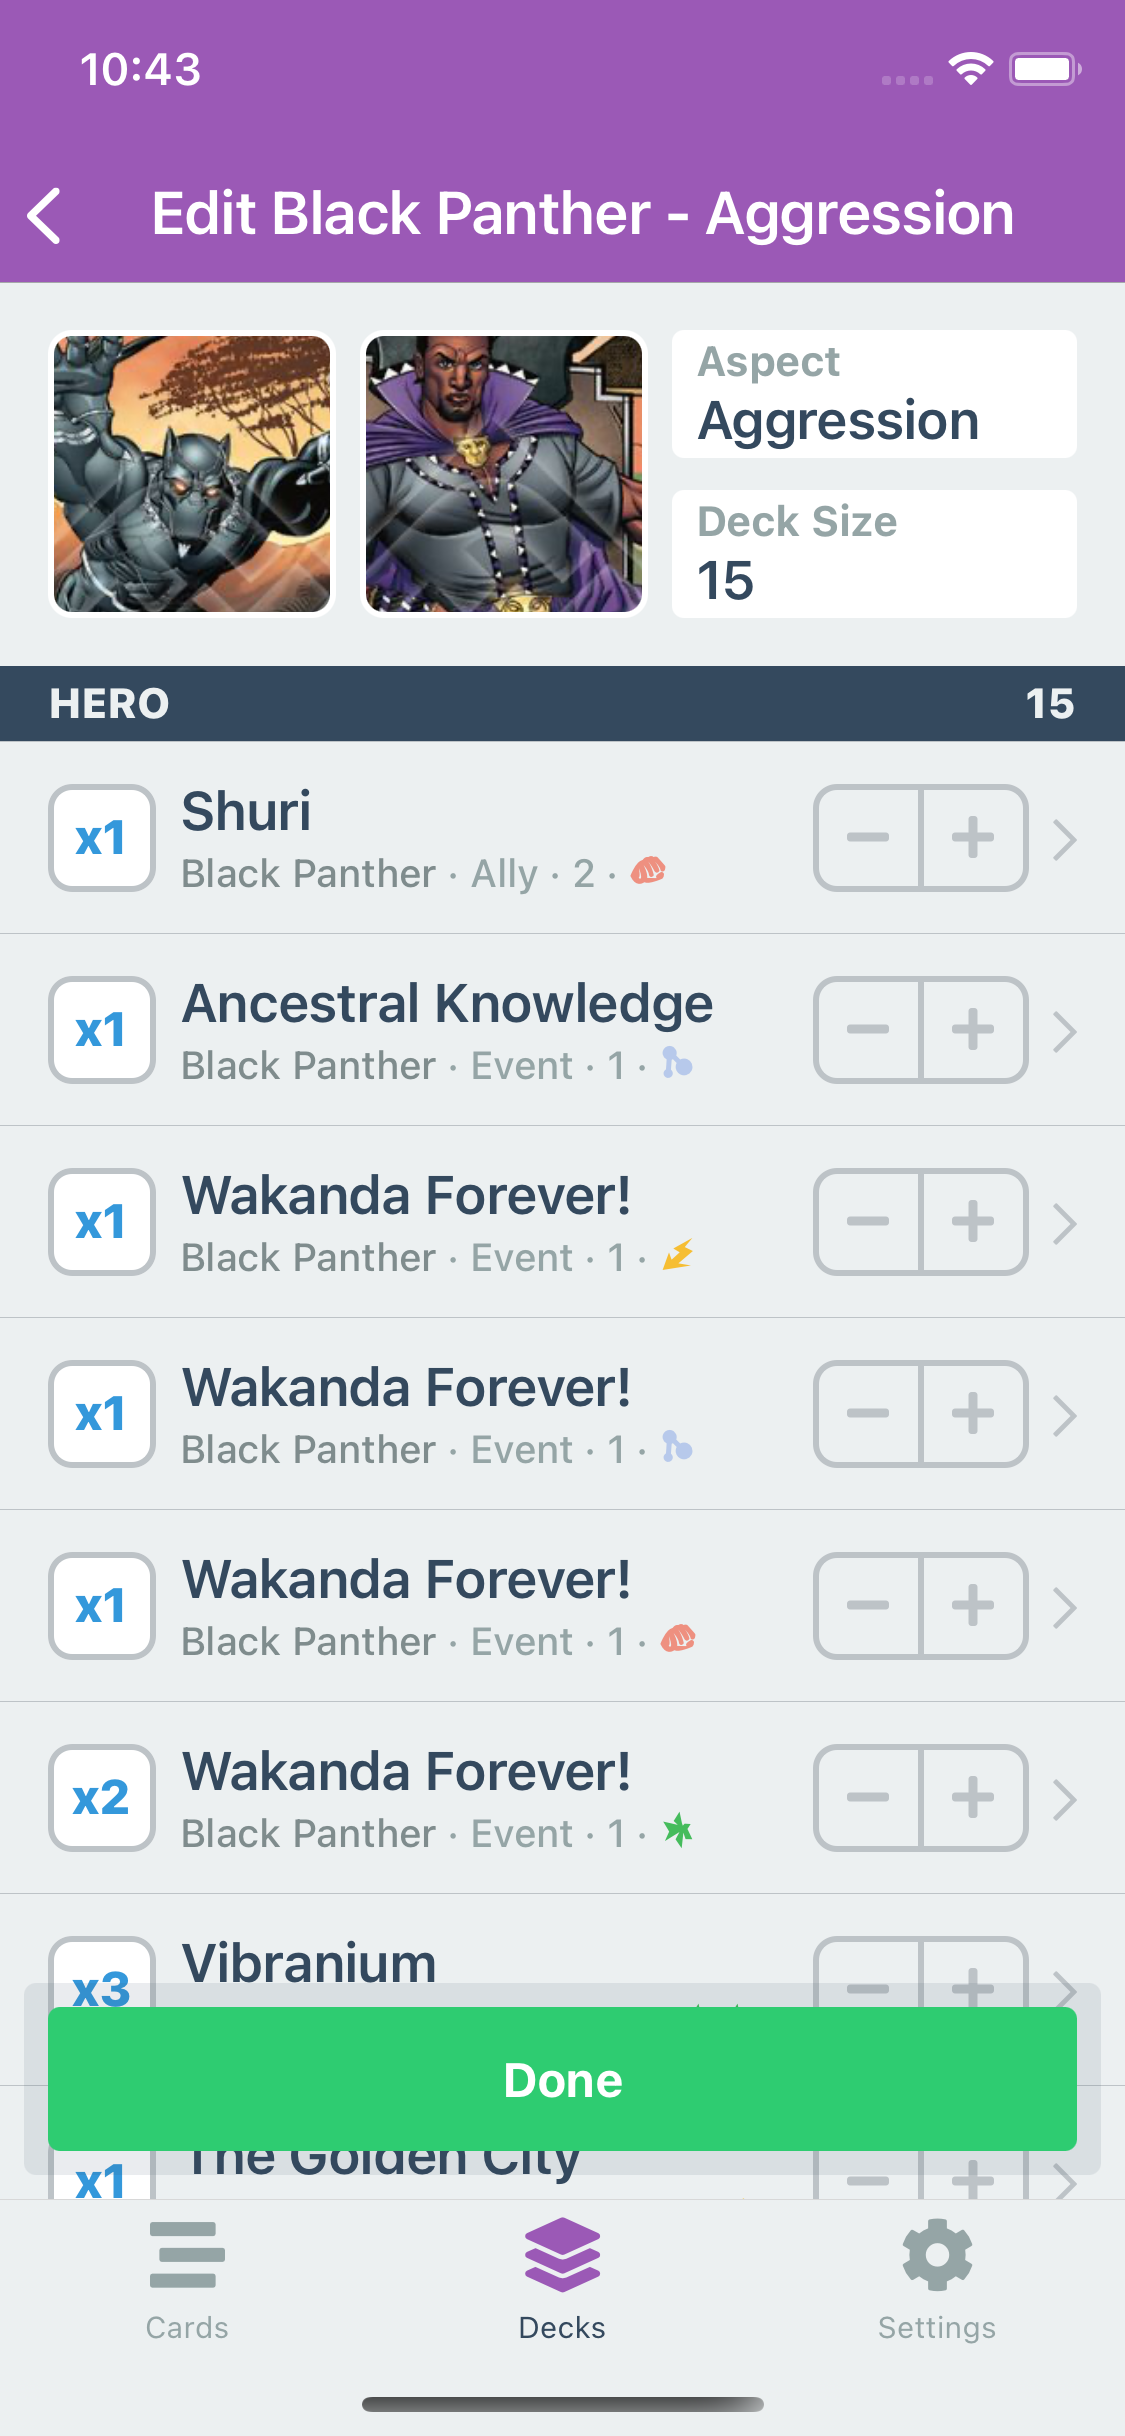 10:43
Edit Black Panther - Aggression
Aspect
Aggression
Deck Size
15
HERO 15
x1 Shuri
Black Panther · Ally · 2 ·
x1 Ancestral Knowledge
Black Panther · Event · 1 ·
x1 Wakanda Forever!
Black Panther · Event · 1 ·
x1 Wakanda Forever!
Black Panther · Event · 1 ·
x1 Wakanda Forever!
Black Panther · Event · 1 ·
x2 Wakanda Forever!
Black Panther · Event · 1 ·
x3 Vibranium
Done
x1 The Golden City
Cards Decks Settings